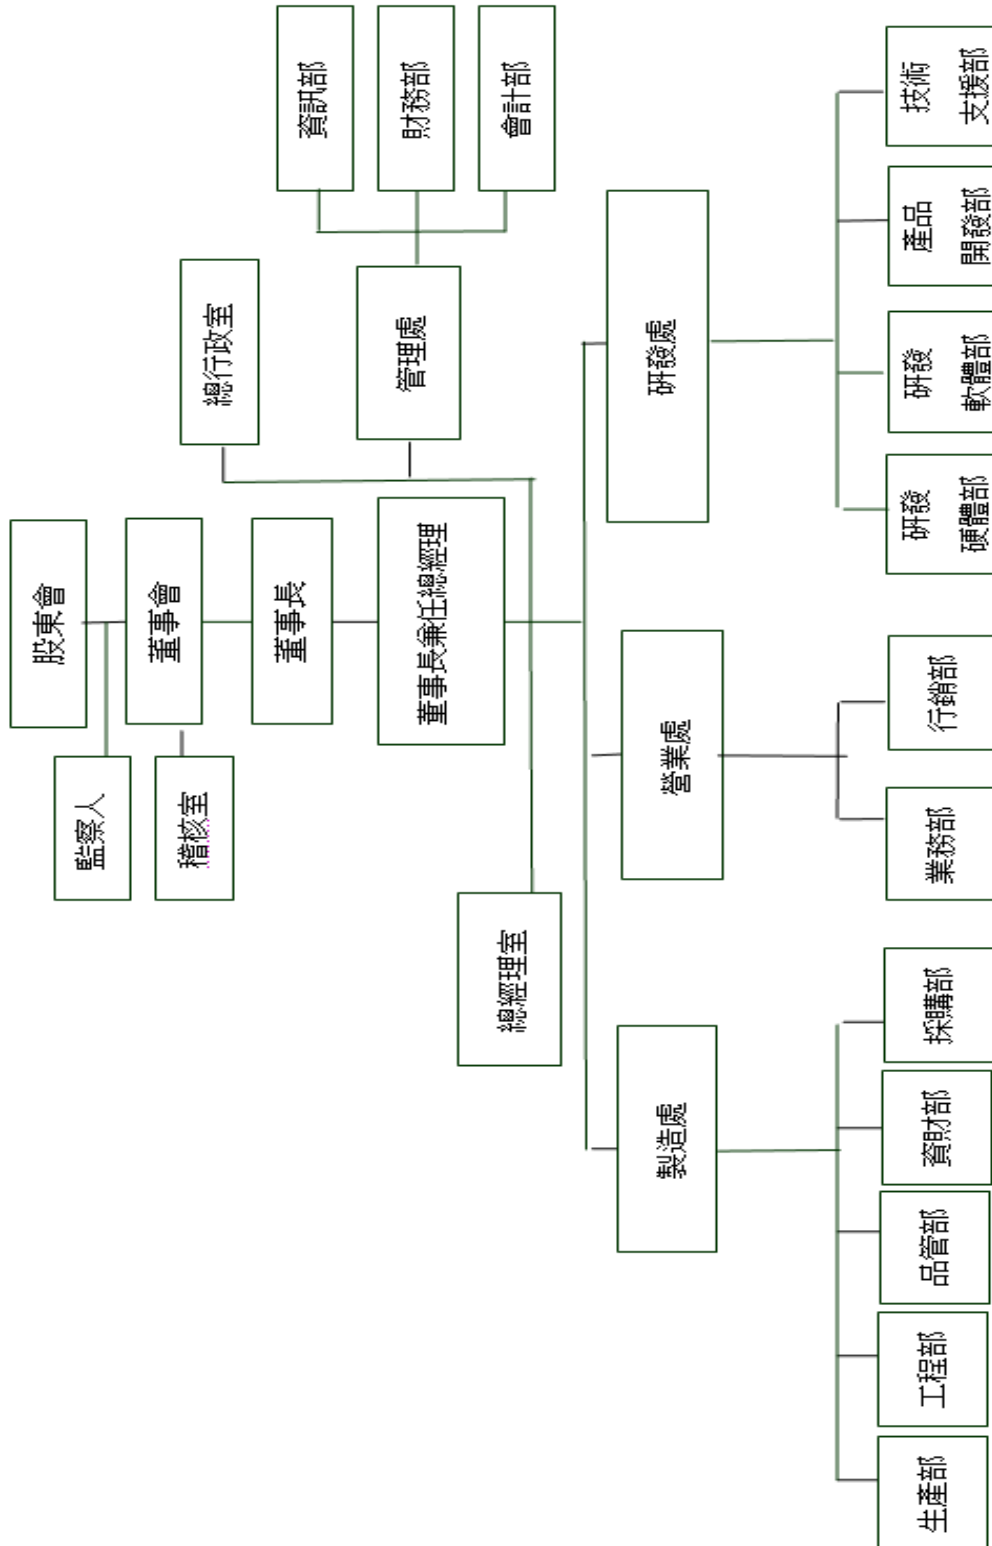 股東會
監察人
董事會
稽核室
董事長
董事長兼任總經理
總經理室
總行政室
管理處
資訊部
財務部
會計部
製造處
營業處
研發處
生產部
工程部
品管部
資財部
採購部
業務部
行銷部
研發
硬體部
研發
軟體部
產品
開發部
技術
支援部